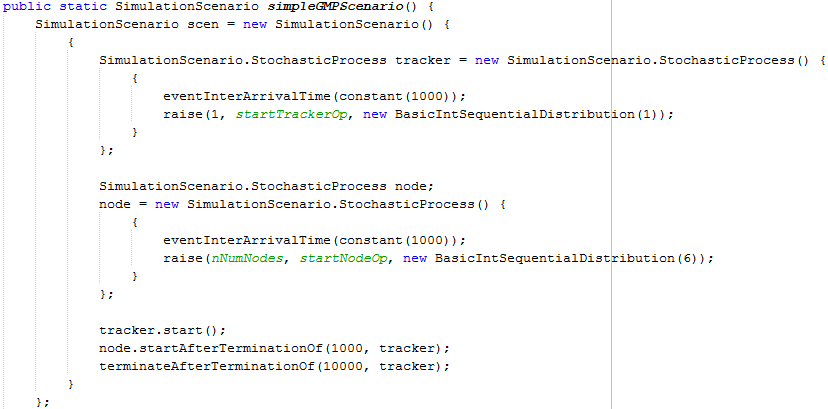 public static SimulationScenario simpleGMPScenario() {
    SimulationScenario scen = new SimulationScenario() {
        {
            SimulationScenario.StochasticProcess tracker = new SimulationScenario.StochasticProcess() {
                {
                    eventInterArrivalTime(constant(1000));
                    raise(1, startTrackerOp, new BasicIntSequentialDistribution(1));
                }
            };

            SimulationScenario.StochasticProcess node;
            node = new SimulationScenario.StochasticProcess() {
                {
                    eventInterArrivalTime(constant(1000));
                    raise(nNumNodes, startNodeOp, new BasicIntSequentialDistribution(6));
                }
            };

            tracker.start();
            node.startAfterTerminationOf(1000, tracker);
            terminateAfterTerminationOf(10000, tracker);
        }
    };